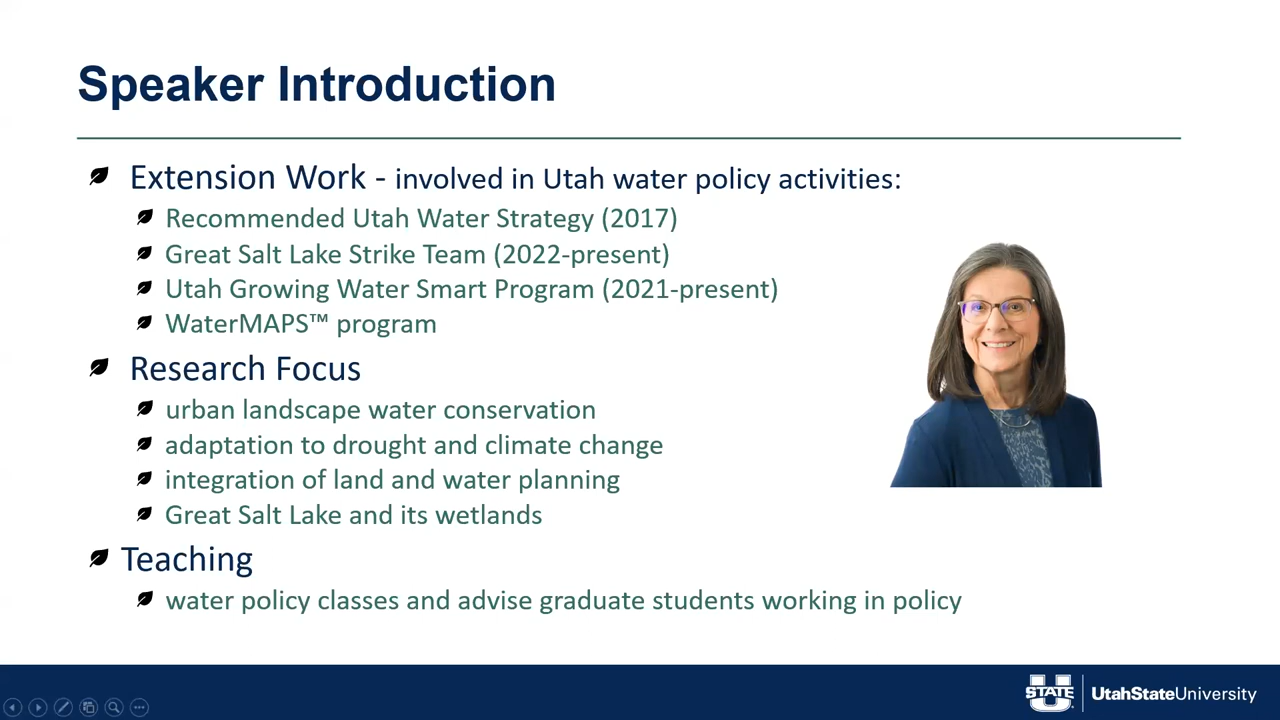 Speaker Introduction
Extension Work - involved in Utah water policy activities:
Recommended Utah Water Strategy (2017)
Great Salt Lake Strike Team (2022-present)
Utah Growing Water Smart Program (2021-present)
WaterMAPS™ program
Research Focus
urban landscape water conservation
adaptation to drought and climate change
integration of land and water planning
Great Salt Lake and its wetlands
Teaching
water policy classes and advise graduate students working in policy
STATE
UtahStateUniversity